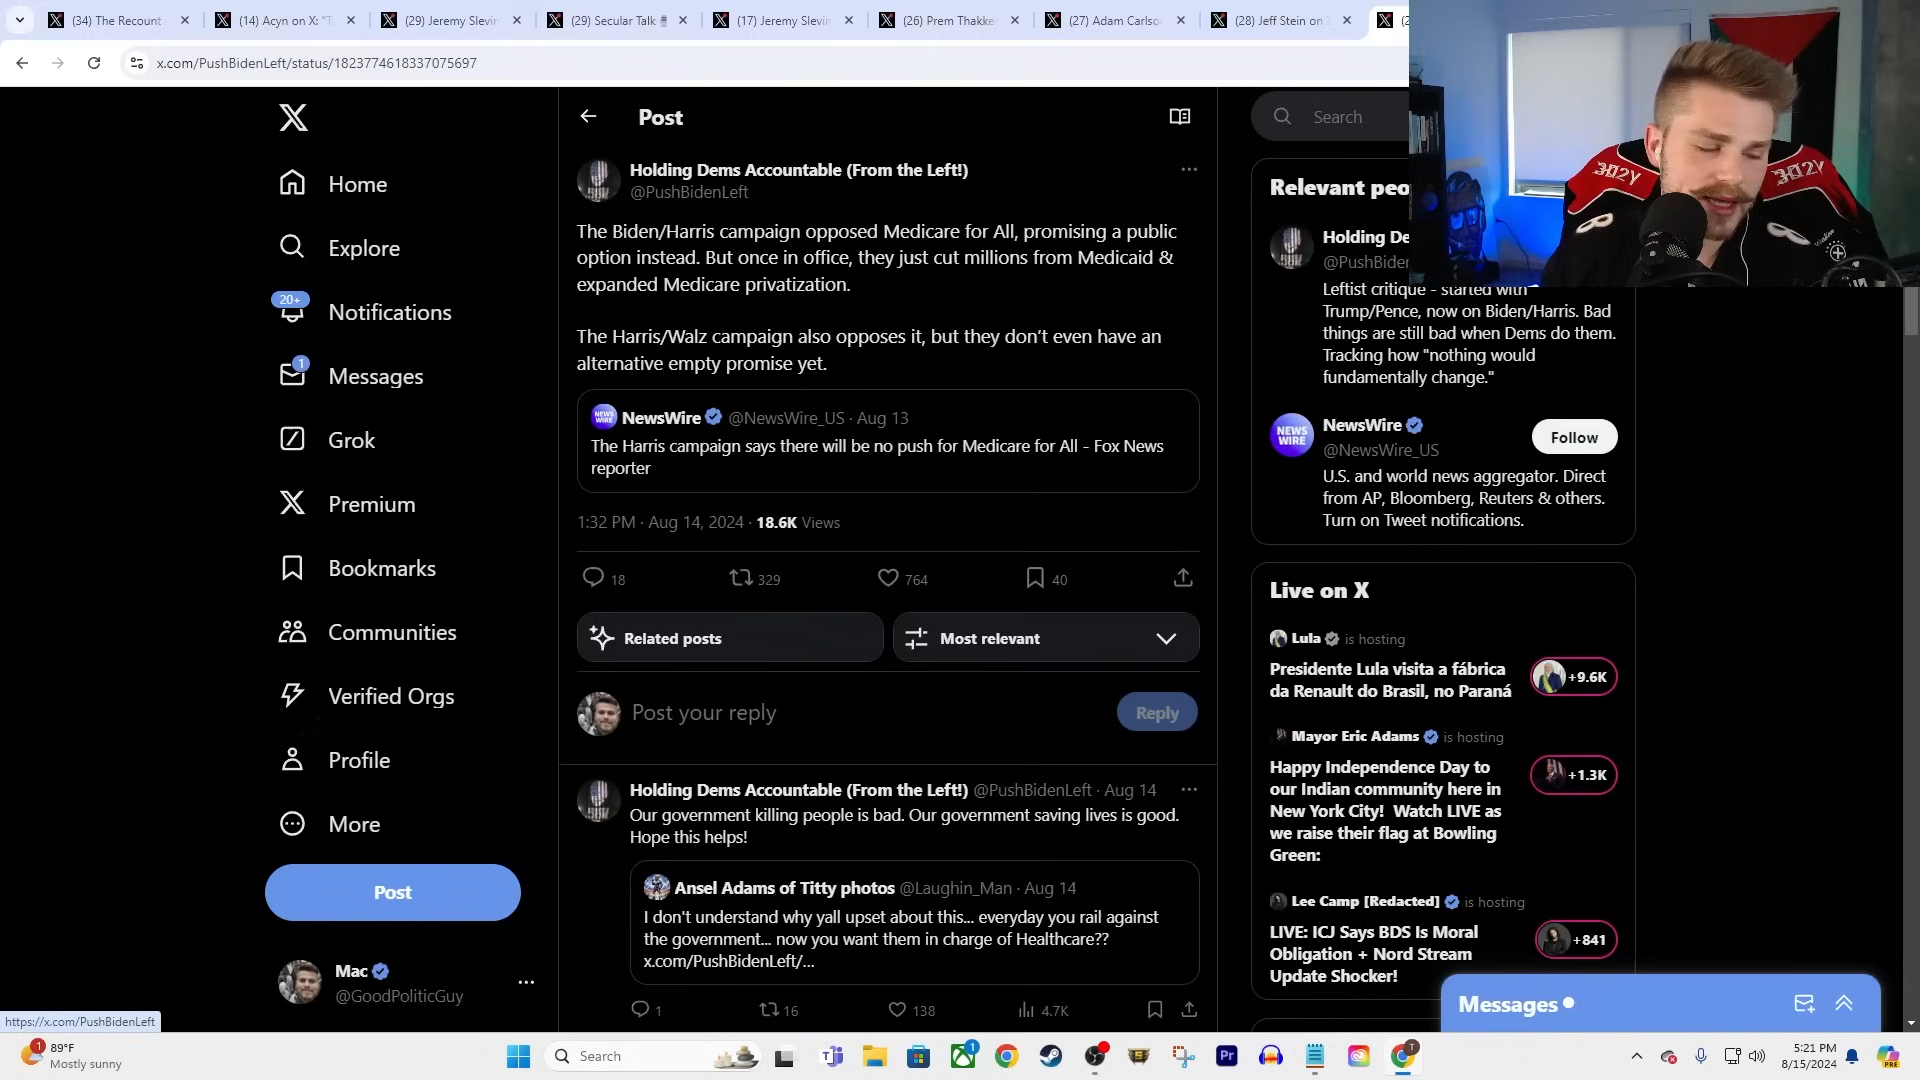 (34) The Recount
(14) Acyn on X: "T
(29) Jeremy Slevin
(29) Secular Talk
(17) Jeremy Slevin
(26) Prem Thakke
(27) Adam Carlso
(28) Jeff Stein on
x.com/PushBidenLeft/status/1823774618337075697
Home
Explore
20+
Notifications
1
Messages
Grok
Premium
Bookmarks
Communities
Verified Orgs
Profile
More
Post
Mac
@GoodPoliticGuy
https://x.com/PushBidenLeft
Post
Holding Dems Accountable (From the Left!)
@PushBidenLeft
The Biden/Harris campaign opposed Medicare for All, promising a public
option instead. But once in office, they just cut millions from Medicaid &
expanded Medicare privatization.
The Harris/Walz campaign also opposes it, but they don’t even have an
alternative empty promise yet.
NewsWire @NewsWire_US · Aug 13
The Harris campaign says there will be no push for Medicare for All - Fox News
reporter
1:32 PM · Aug 14, 2024 · 18.6K Views
18 329 764 40
Related posts
Most relevant
Post your reply
Reply
Holding Dems Accountable (From the Left!) @PushBidenLeft · Aug 14
Our government killing people is bad. Our government saving lives is good.
Hope this helps!
Ansel Adams of Titty photos @Laughin_Man · Aug 14
I don't understand why yall upset about this... everyday you rail against
the government... now you want them in charge of Healthcare??
x.com/PushBidenLeft/...
1 16 138 4.7K
Search
Relevant peo
Holding De
@PushBiden
Leftist critique - started with
Trump/Pence, now on Biden/Harris. Bad
things are still bad when Dems do them.
Tracking how "nothing would
fundamentally change."
NEWS WIRE
NewsWire
@NewsWire_US
Follow
U.S. and world news aggregator. Direct
from AP, Bloomberg, Reuters & others.
Turn on Tweet notifications.
Live on X
Lula is hosting
Presidente Lula visita a fábrica
da Renault do Brasil, no Paraná
+9.6K
Mayor Eric Adams is hosting
Happy Independence Day to
our Indian community here in
New York City! Watch LIVE as
we raise their flag at Bowling
Green:
+1.3K
Lee Camp [Redacted] is hosting
LIVE: ICJ Says BDS Is Moral
Obligation + Nord Stream
Update Shocker!
+841
Messages
1
89°F
Mostly sunny
Search
1
Pr
T
5:21 PM
8/15/2024
PRE